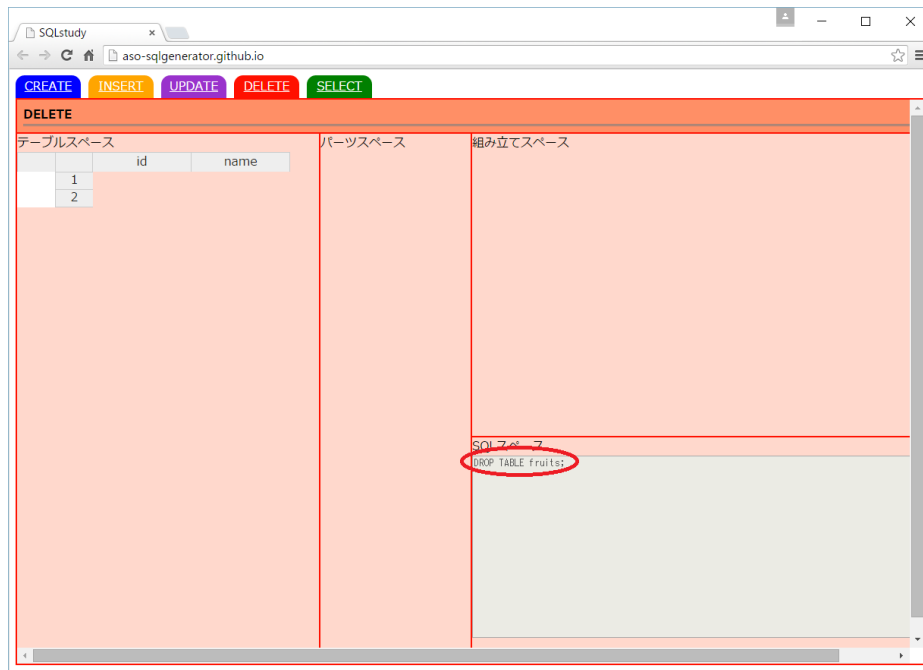 SQLstudy
aso-sqlgenerator.github.io
CREATE INSERT UPDATE DELETE SELECT
DELETE
テーブルスペース パーツスペース 組み立てスペース
id name
1
2
SQLスペース
DROP TABLE fruits;